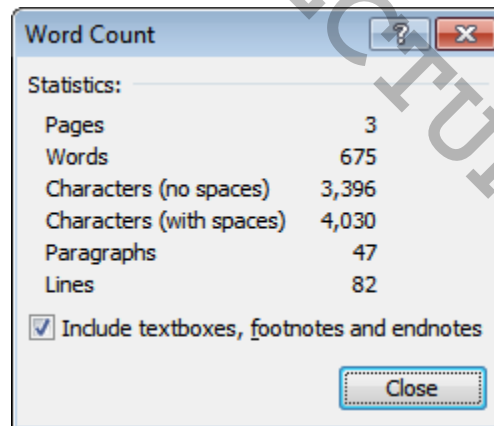 Word Count
Statistics:
Pages 3
Words 675
Characters (no spaces) 3,396
Characters (with spaces) 4,030
Paragraphs 47
Lines 82
Include textboxes, footnotes and endnotes
Close